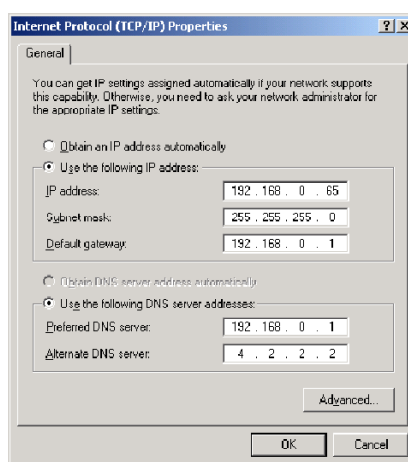 Internet Protocol (TCP/IP) Properties
General
You can get IP settings assigned automatically if your network supports
this capability. Otherwise, you need to ask your network administrator for
the appropriate IP settings.
Obtain an IP address automatically
Use the following IP address:
IP address: 192 . 168 . 0 . 65
Subnet mask: 255 . 255 . 255 . 0
Default gateway: 192 . 168 . 0 . 1
Obtain DNS server address automatically
Use the following DNS server addresses:
Preferred DNS server: 192 . 168 . 0 . 1
Alternate DNS server: 4 . 2 . 2 . 2
Advanced...
OK Cancel